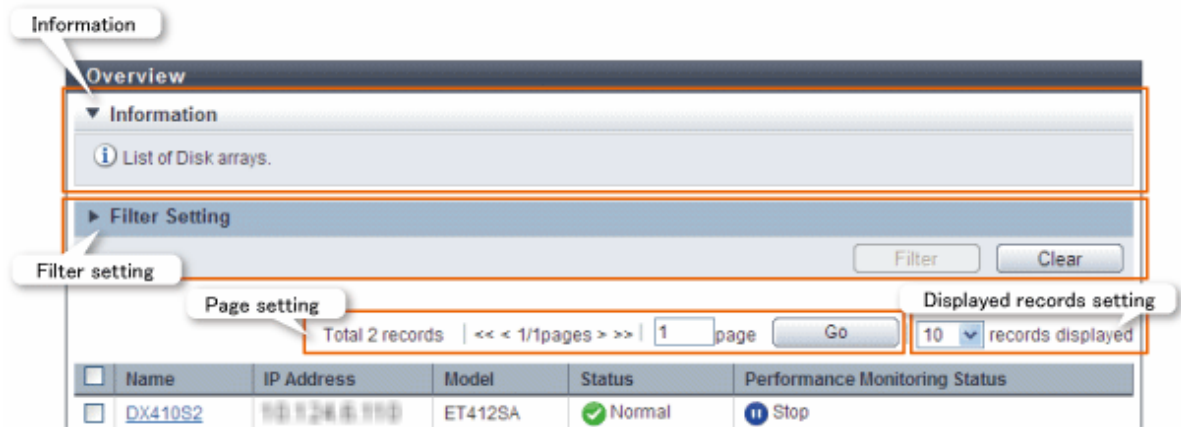 Information
Overview
▼ Information
List of Disk arrays.
▶ Filter Setting
Filter Clear
Filter setting
Page setting
Displayed records setting
Total 2 records | << < 1/1pages > >> | 1 page Go | 10 records displayed
Name IP Address Model Status Performance Monitoring Status
DX410S2 ET412SA Normal Stop